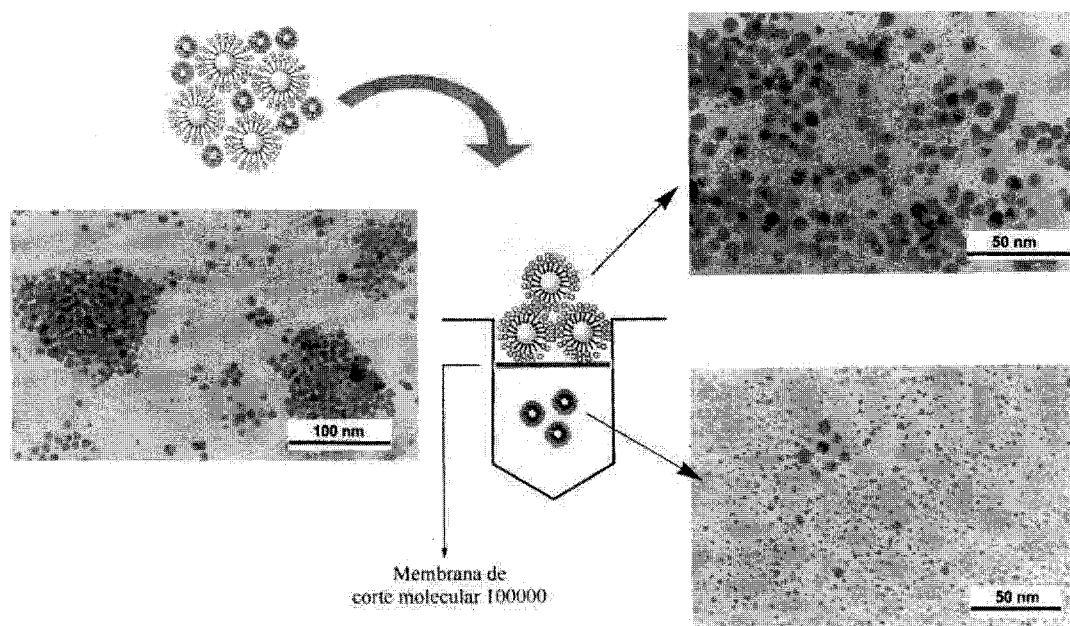 50 nm
100 nm
Membrana de
corte molecular 100000
50 nm